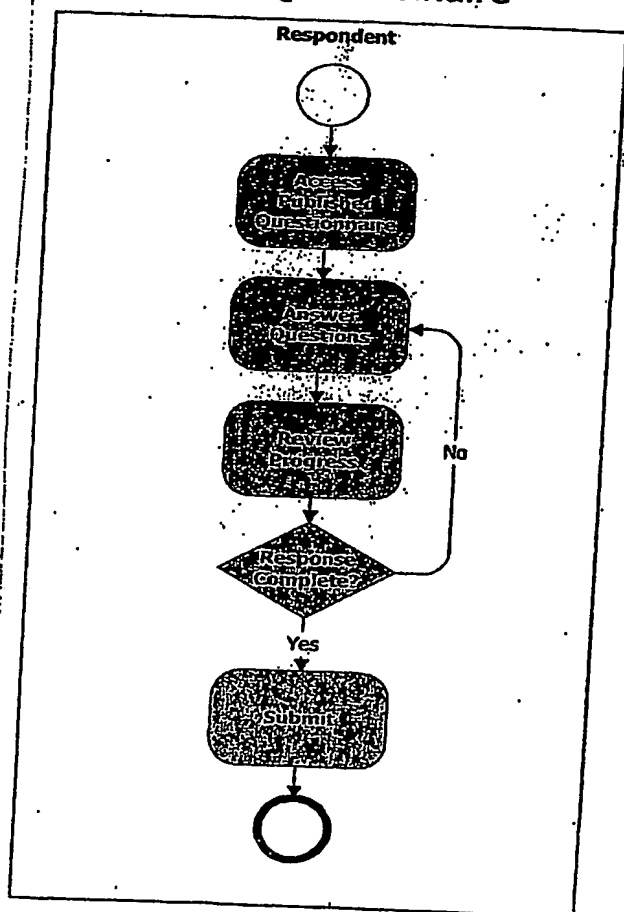 Respondent
Access
Published
Questionnaire
Answer
Questions
Review
Progress
No
Response
Complete?
Yes
Submit